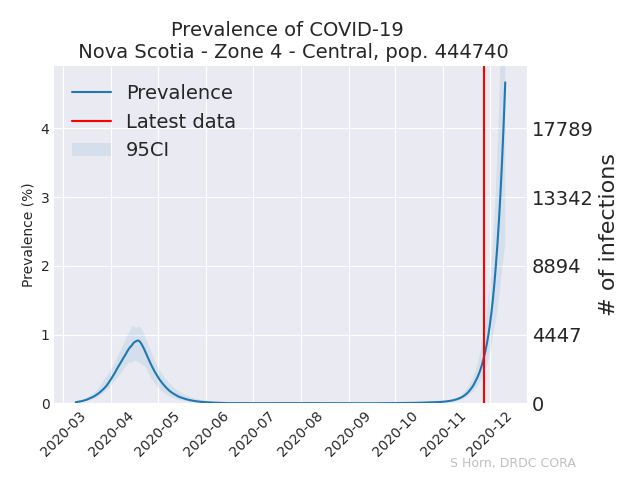 Prevalence of COVID-19
Nova Scotia - Zone 4 - Central, pop. 444740
Prevalence
Latest data
95CI
Prevalence (%)
4
3
2
1
0
17789
13342
8894
4447
0
# of infections
2020-03
2020-04
2020-05
2020-06
2020-07
2020-08
2020-09
2020-10
2020-11
2020-12
S Horn, DRDC CORA